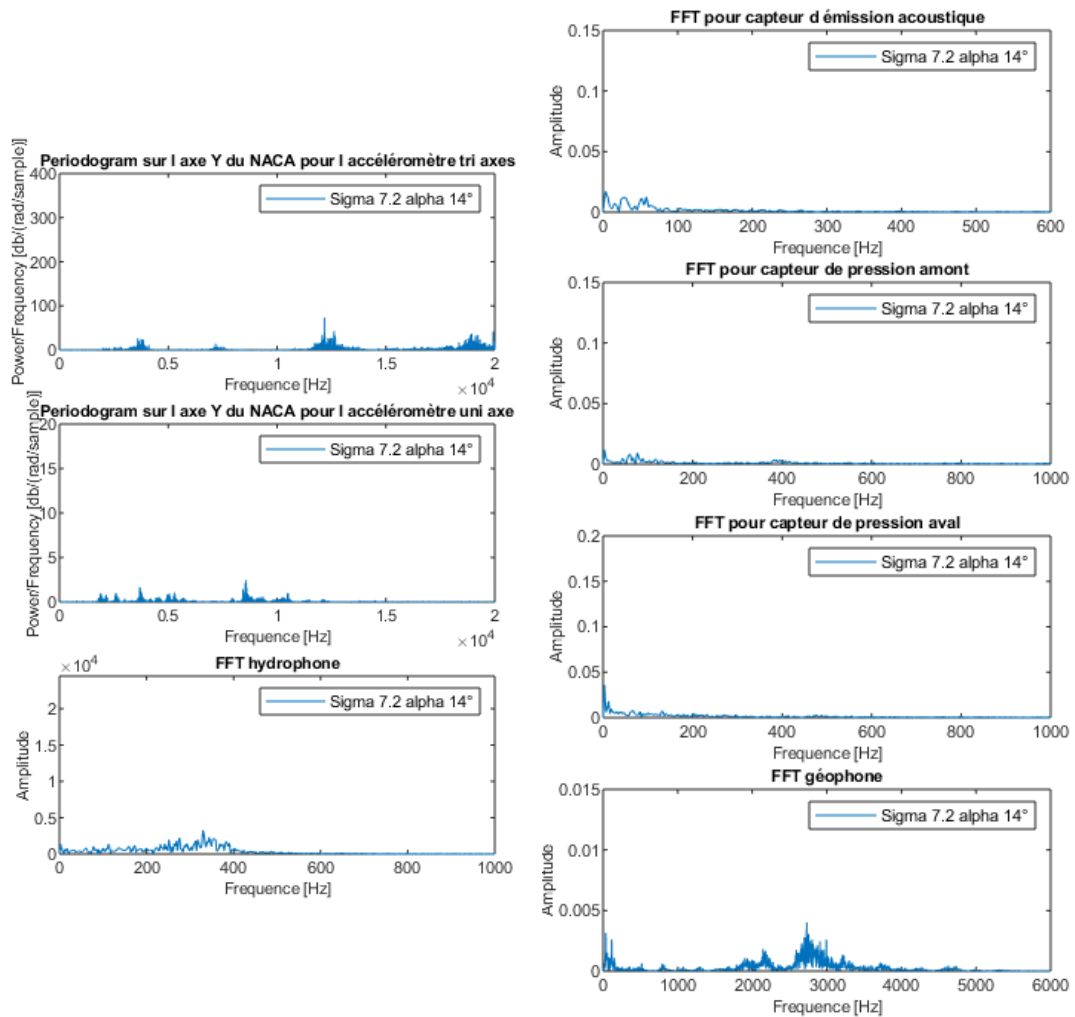 Periodogram sur l axe Y du NACA pour l accéléromètre tri axes
Power/Frequency [db/(rad/sample)]
400
300
200
100
0
Sigma 7.2 alpha 14°
0 0.5 1 1.5 2
×10^4
Frequence [Hz]
Periodogram sur l axe Y du NACA pour l accéléromètre uni axe
Power/Frequency [db/(rad/sample)]
20
15
10
5
0
Sigma 7.2 alpha 14°
0 0.5 1 1.5 2
×10^4
Frequence [Hz]
FFT hydrophone
×10^4
Amplitude
2
1.5
1
0.5
0
Sigma 7.2 alpha 14°
0 200 400 600 800 1000
Frequence [Hz]
FFT pour capteur d émission acoustique
Amplitude
0.15
0.1
0.05
0
Sigma 7.2 alpha 14°
0 100 200 300 400 500 600
Frequence [Hz]
FFT pour capteur de pression amont
Amplitude
0.15
0.1
0.05
0
Sigma 7.2 alpha 14°
0 200 400 600 800 1000
Frequence [Hz]
FFT pour capteur de pression aval
Amplitude
0.2
0.15
0.1
0.05
0
Sigma 7.2 alpha 14°
0 200 400 600 800 1000
Frequence [Hz]
FFT géophone
Amplitude
0.015
0.01
0.005
0
Sigma 7.2 alpha 14°
0 1000 2000 3000 4000 5000 6000
Frequence [Hz]